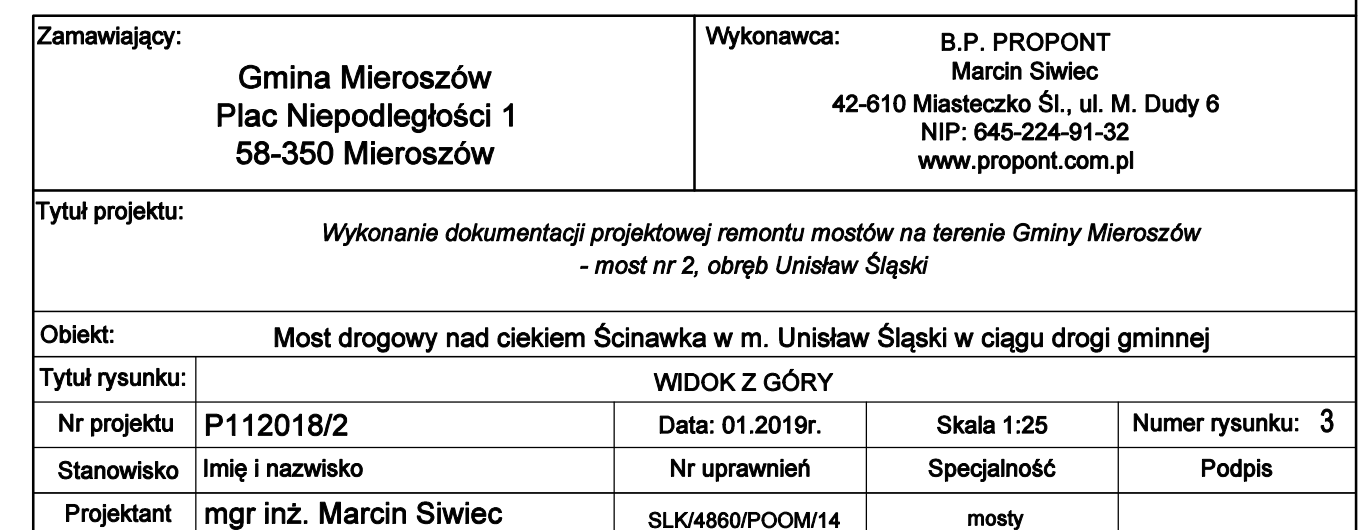 Zamawiający:
Gmina Mieroszów
Plac Niepodległości 1
58-350 Mieroszów
Wykonawca:
B.P. PROPONT
Marcin Siwiec
42-610 Miasteczko Śl., ul. M. Dudy 6
NIP: 645-224-91-32
www.propont.com.pl
Tytuł projektu:
Wykonanie dokumentacji projektowej remontu mostów na terenie Gminy Mieroszów
- most nr 2, obręb Unisław Śląski
Obiekt: Most drogowy nad ciekiem Ścinawka w m. Unisław Śląski w ciągu drogi gminnej
Tytuł rysunku: WIDOK Z GÓRY
Nr projektu P112018/2 Data: 01.2019r. Skala 1:25 Numer rysunku: 3
Stanowisko Imię i nazwisko Nr uprawnień Specjalność Podpis
Projektant mgr inż. Marcin Siwiec SLK/4860/POOM/14 mosty